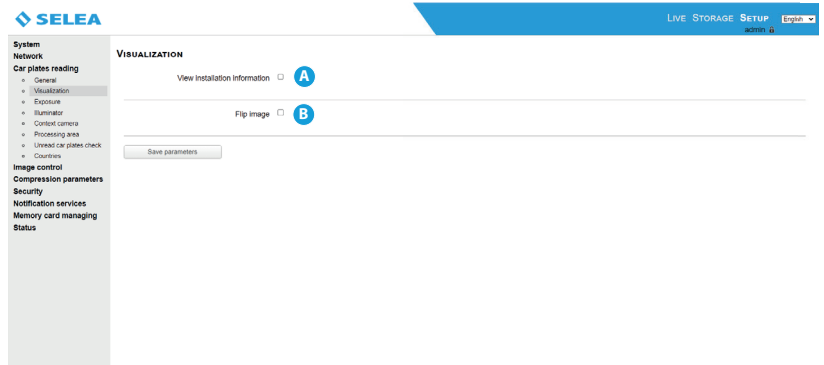 SELEA
LIVE STORAGE SETUP English
admin
System
Network
Car plates reading
General
Visualization
Exposure
Illuminator
Context camera
Processing area
Unread car plates check
Countries
Image control
Compression parameters
Security
Notification services
Memory card managing
Status
VISUALIZATION
View installation information A
Flip image B
Save parameters